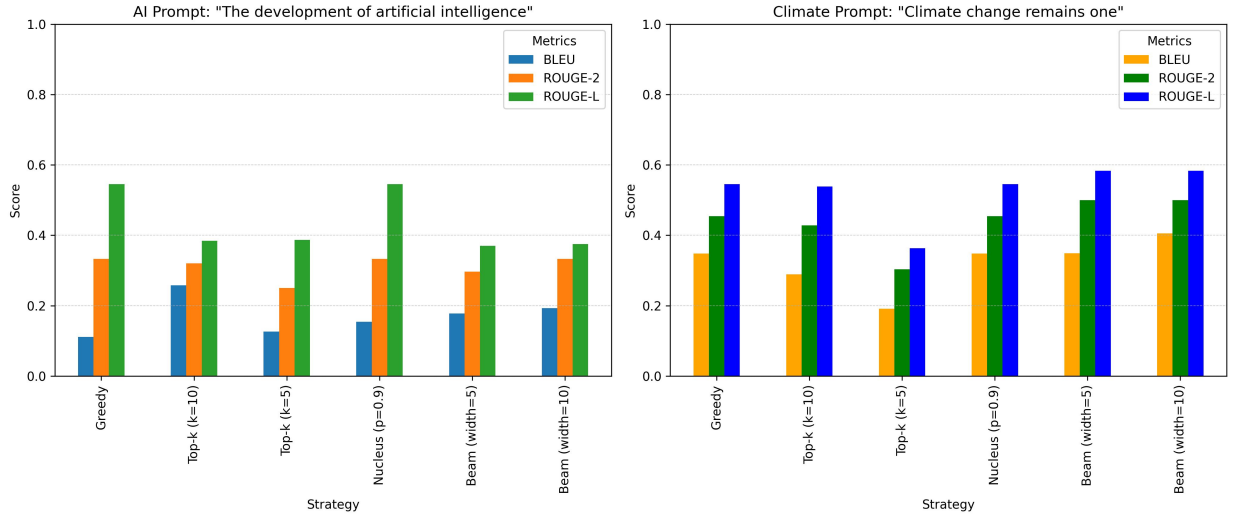 AI Prompt: "The development of artificial intelligence"
Score
1.0
0.8
0.6
0.4
0.2
0.0
Metrics
BLEU
ROUGE-2
ROUGE-L
Greedy
Top-k (k=10)
Top-k (k=5)
Nucleus (p=0.9)
Beam (width=5)
Beam (width=10)
Strategy
Climate Prompt: "Climate change remains one"
Score
1.0
0.8
0.6
0.4
0.2
0.0
Metrics
BLEU
ROUGE-2
ROUGE-L
Greedy
Top-k (k=10)
Top-k (k=5)
Nucleus (p=0.9)
Beam (width=5)
Beam (width=10)
Strategy